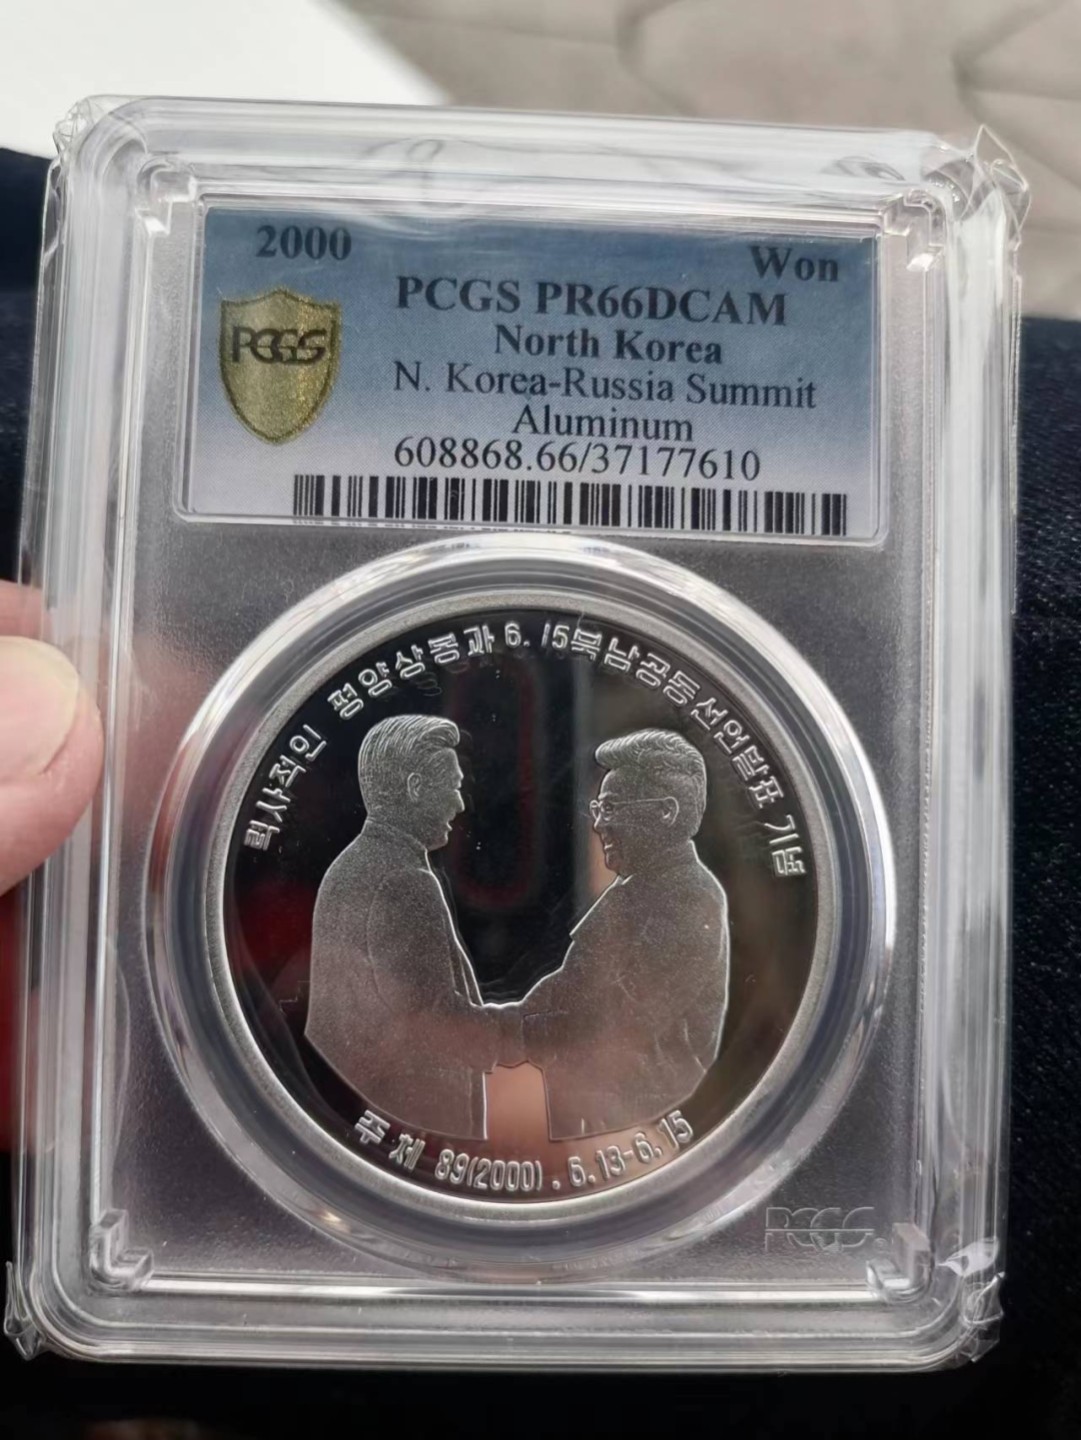 2000
Won
PCGS PR66DCAM
PCGS
North Korea
N. Korea-Russia Summit
Aluminum
608868.66/37177610
력사적인 평양상봉과 6.15북남공동선언발표 기념
주체 89(2000). 6.13-6.15
PCGS